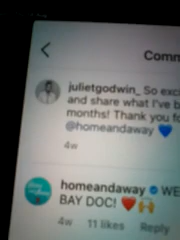 Comm
julietgodwin_ So exc
and share what I've b
months! Thank you fo
@homeandaway 💙
4w
homeandaway WE
BAY DOC! ❤️🙌
4w 11 likes Reply